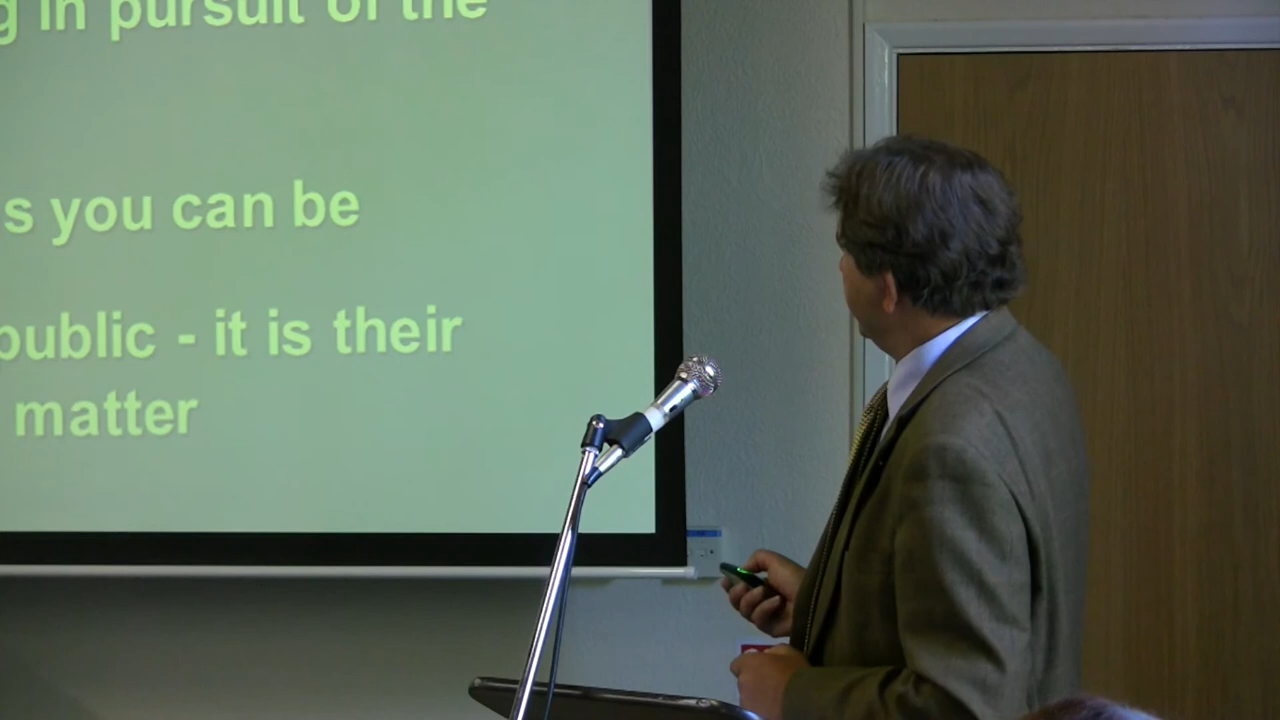 g in pursuit of the
s you can be
public - it is their
matter